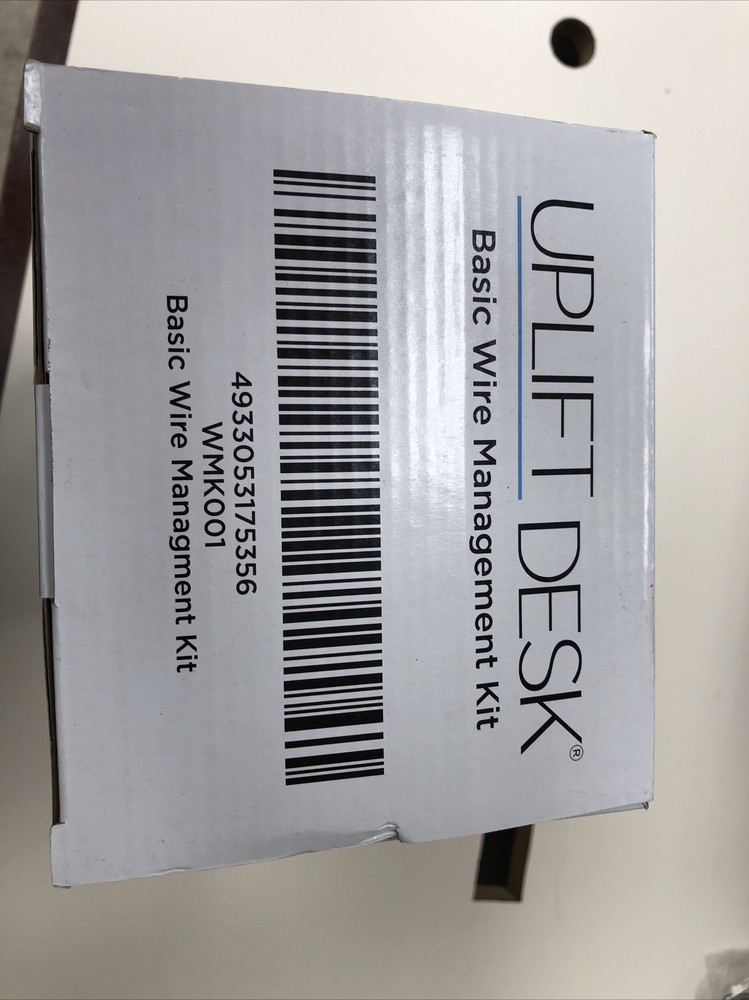 UPLIFT DESK®
Basic Wire Management Kit
4933053175356
WMK001
Basic Wire Managment Kit